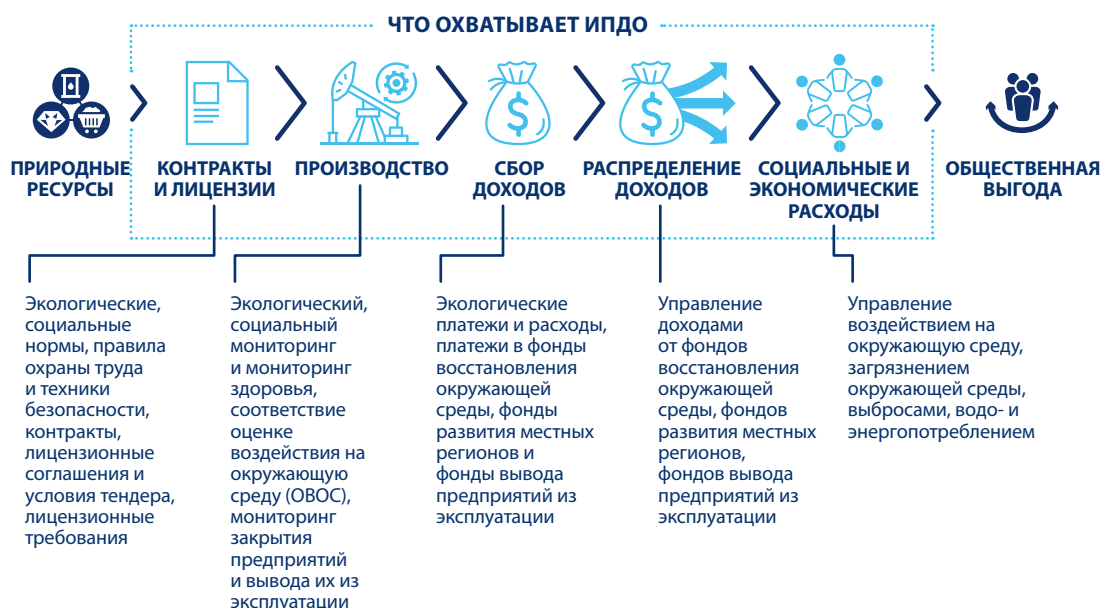 ЧТО ОХВАТЫВАЕТ ИПДО
$
$
ПРИРОДНЫЕ
РЕСУРСЫ
КОНТРАКТЫ
И ЛИЦЕНЗИИ
ПРОИЗВОДСТВО
СБОР
ДОХОДОВ
РАСПРЕДЕЛЕНИЕ
ДОХОДОВ
СОЦИАЛЬНЫЕ И
ЭКОНОМИЧЕСКИЕ
РАСХОДЫ
ОБЩЕСТВЕННАЯ
ВЫГОДА
Экологические,
социальные
нормы, правила
охраны труда
и техники
безопасности,
контракты,
лицензионные
соглашения и
условия тендера,
лицензионные
требования
Экологический,
социальный
мониторинг
и мониторинг
здоровья,
соответствие
оценке
воздействия на
окружающую
среду (ОВОС),
мониторинг
закрытия
предприятий
и вывода их из
эксплуатации
Экологические
платежи и расходы,
платежи в фонды
восстановления
окружающей
среды, фонды
развития местных
регионов и
фонды вывода
предприятий из
эксплуатации
Управление
доходами
от фондов
восстановления
окружающей
среды, фондов
развития местных
регионов,
фондов вывода
предприятий из
эксплуатации
Управление
воздействием на
окружающую среду,
загрязнением
окружающей среды,
выбросами, водо- и
энергопотреблением